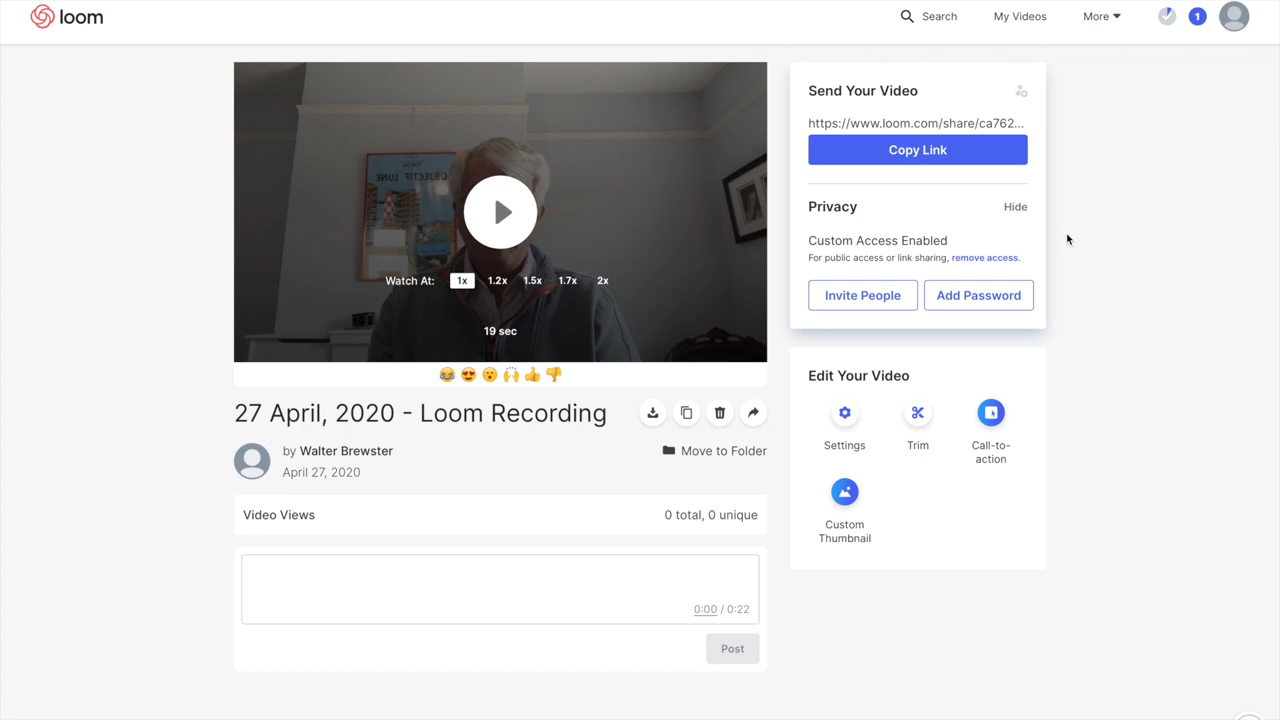 loom
Search
My Videos
More
1
OBJECTIF LUNE
Watch At: 1x 1.2x 1.5x 1.7x 2x
19 sec
27 April, 2020 - Loom Recording
by Walter Brewster
April 27, 2020
Move to Folder
Video Views
0 total, 0 unique
0:00 / 0:22
Post
Send Your Video
https://www.loom.com/share/ca762...
Copy Link
Privacy
Hide
Custom Access Enabled
For public access or link sharing, remove access.
Invite People
Add Password
Edit Your Video
Settings
Trim
Call-to-
action
Custom
Thumbnail